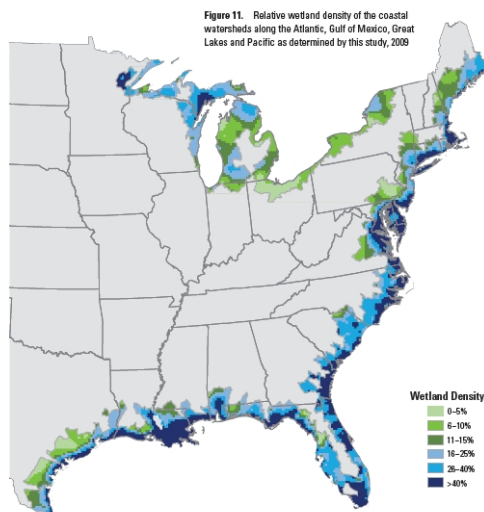 Figure 11. Relative wetland density of the coastal
watersheds along the Atlantic, Gulf of Mexico, Great
Lakes and Pacific as determined by this study, 2009
Wetland Density
0–5%
6–10%
11–15%
16–25%
26–40%
>40%